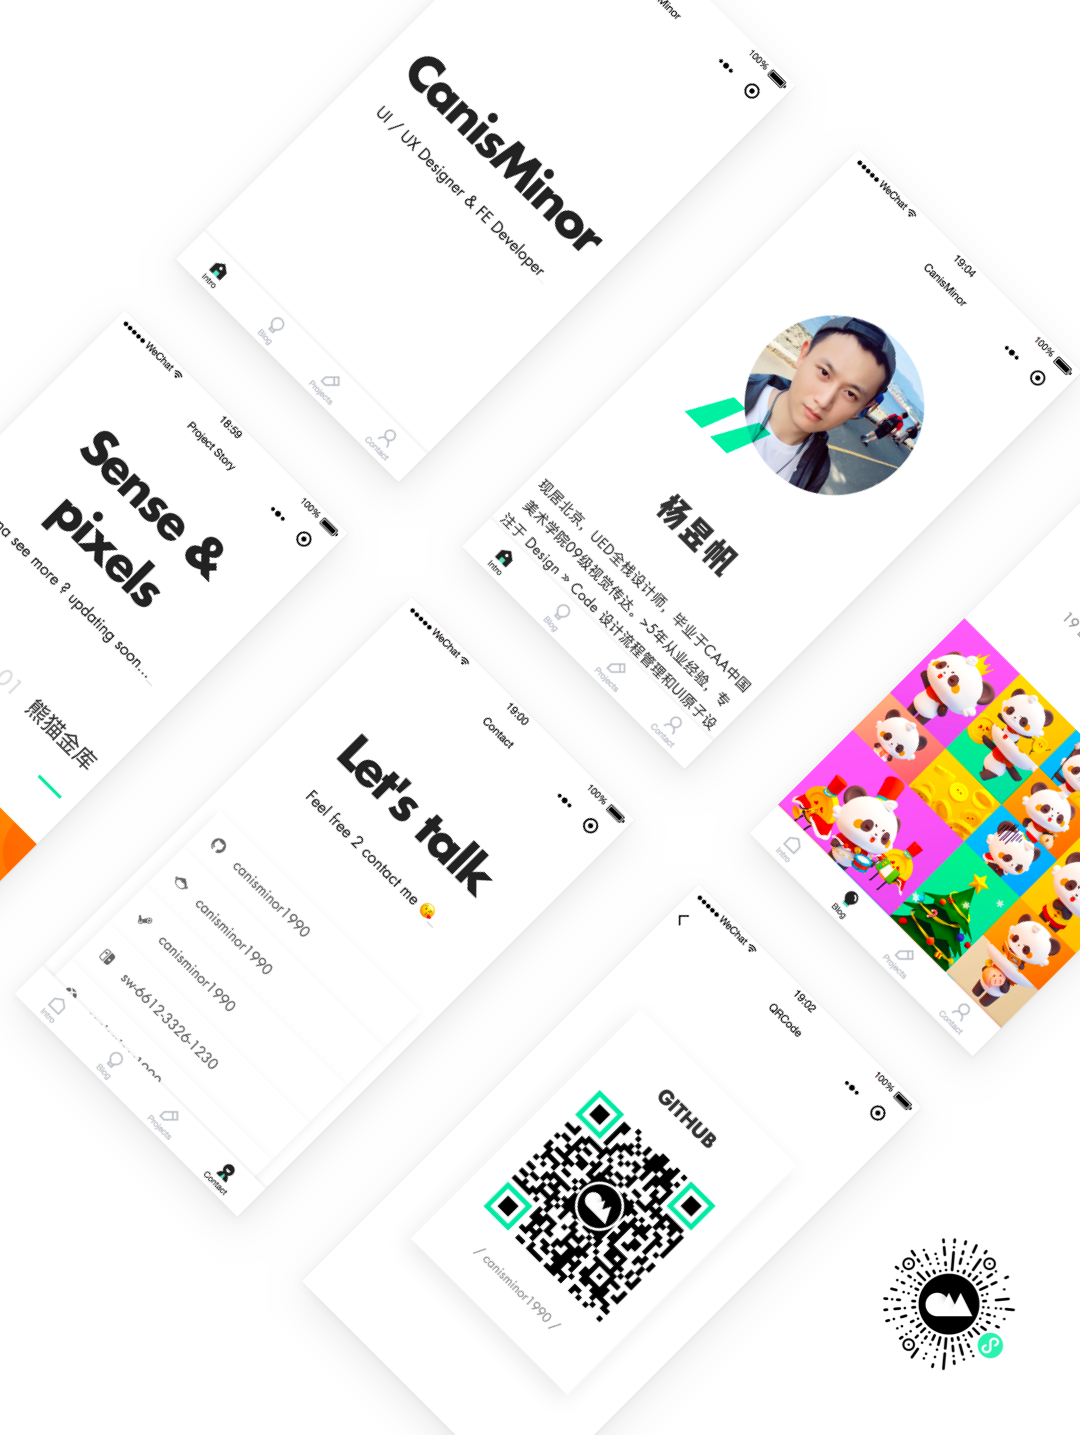 Minor
100%
CanisMinor
UI / UX Designer & FE Developer
Intro
Blog
Projects
Contact
WeChat
19:04
CanisMinor
100%
杨昱帆
现居北京，UED全栈设计师，毕业于CAA中国
美术学院09级视觉传达。>5年从业经验，专
注于 Design » Code 设计流程管理和UI原子设
Intro
Blog
Projects
Contact
WeChat
18:59
Project Story
100%
Sense &
pixels
na see more ? updating soon..._
01
熊猫金库
WeChat
19:00
Contact
100%
Let's talk
Feel free 2 contact me 😘_
canisminor1990
canisminor1990
canisminor1990
sw-6612-3326-1230
Intro
Blog
Projects
Contact
19
Intro
Blog
Projects
Contact
WeChat
19:02
QRCode
100%
GITHUB
/ canisminor1990 /